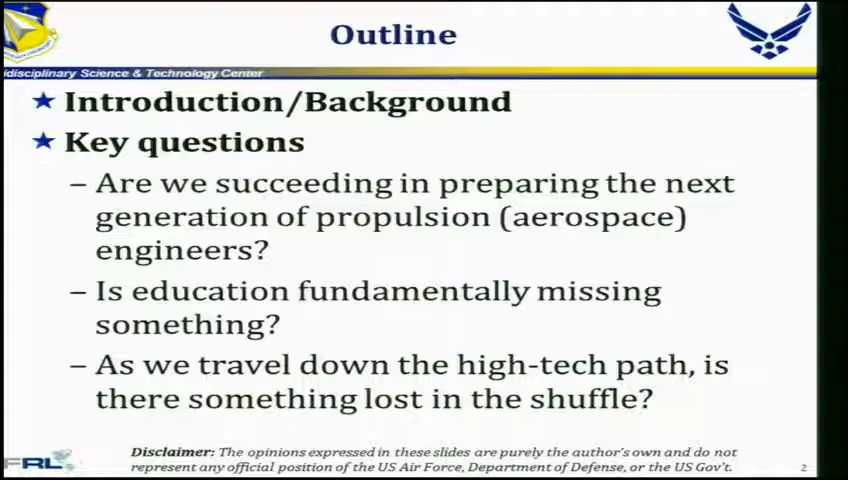 Outline
idisciplinary Science & Technology Center
Introduction/Background
Key questions
– Are we succeeding in preparing the next
generation of propulsion (aerospace)
engineers?
– Is education fundamentally missing
something?
– As we travel down the high-tech path, is
there something lost in the shuffle?
Disclaimer: The opinions expressed in these slides are purely the author's own and do not
represent any official position of the US Air Force, Department of Defense, or the US Gov't.
FRL
2